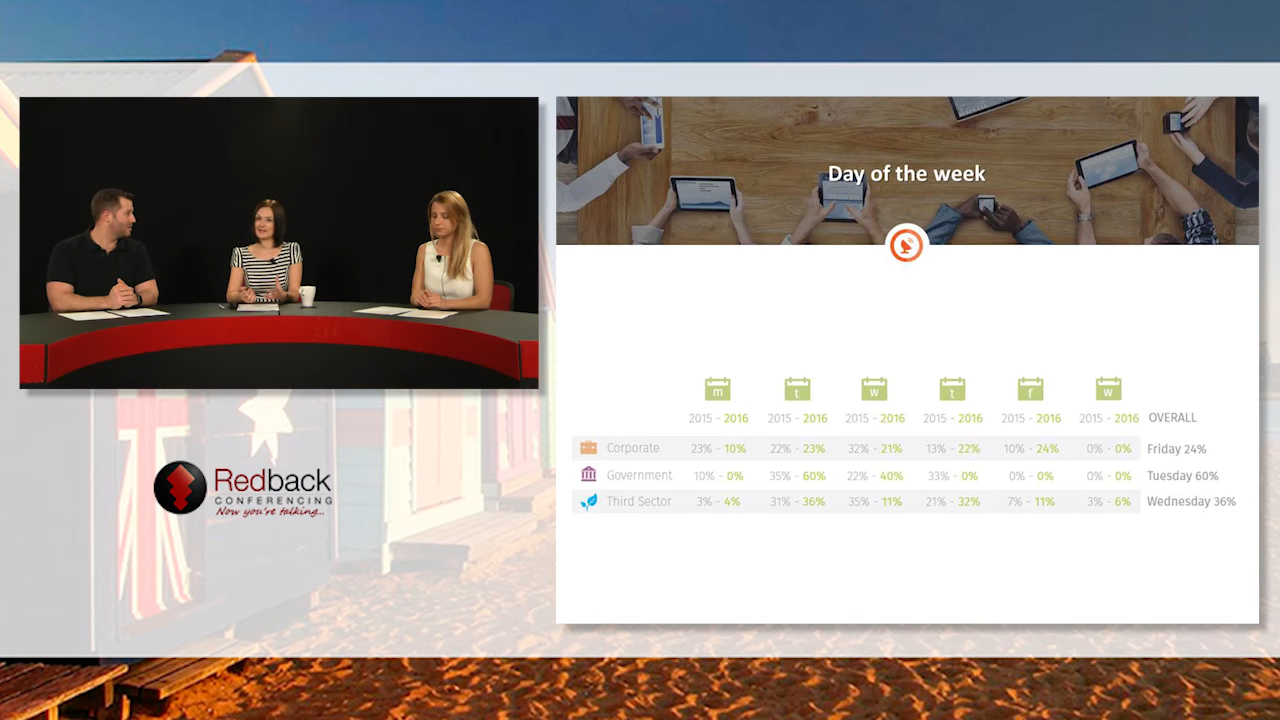 Day of the week
m t w t f w
2015 - 2016 2015 - 2016 2015 - 2016 2015 - 2016 2015 - 2016 2015 - 2016 OVERALL
Corporate 23% - 10% 22% - 23% 32% - 21% 13% - 22% 10% - 24% 0% - 0% Friday 24%
Government 10% - 0% 35% - 60% 22% - 40% 33% - 0% 0% - 0% 0% - 0% Tuesday 60%
Third Sector 3% - 4% 31% - 36% 35% - 11% 21% - 32% 7% - 11% 3% - 6% Wednesday 36%
Redback
CONFERENCING
Now you're talking...